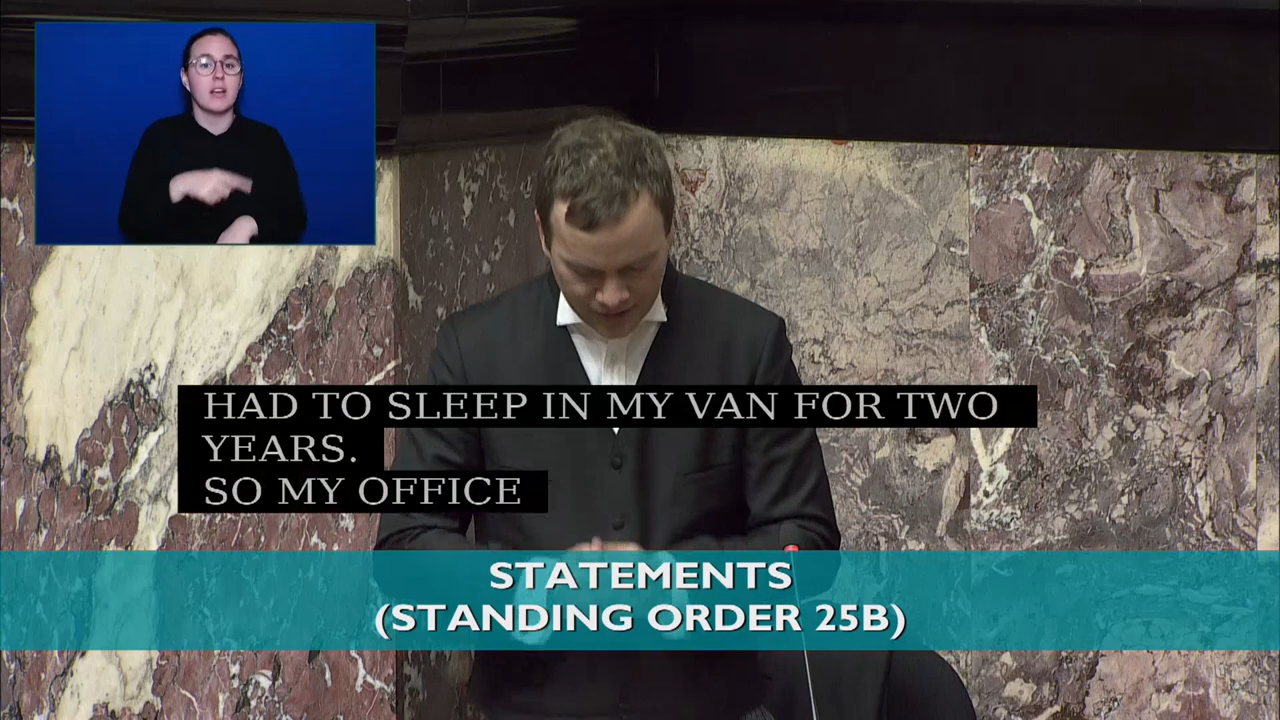 HAD TO SLEEP IN MY VAN FOR TWO
YEARS.
SO MY OFFICE
STATEMENTS
(STANDING ORDER 25B)